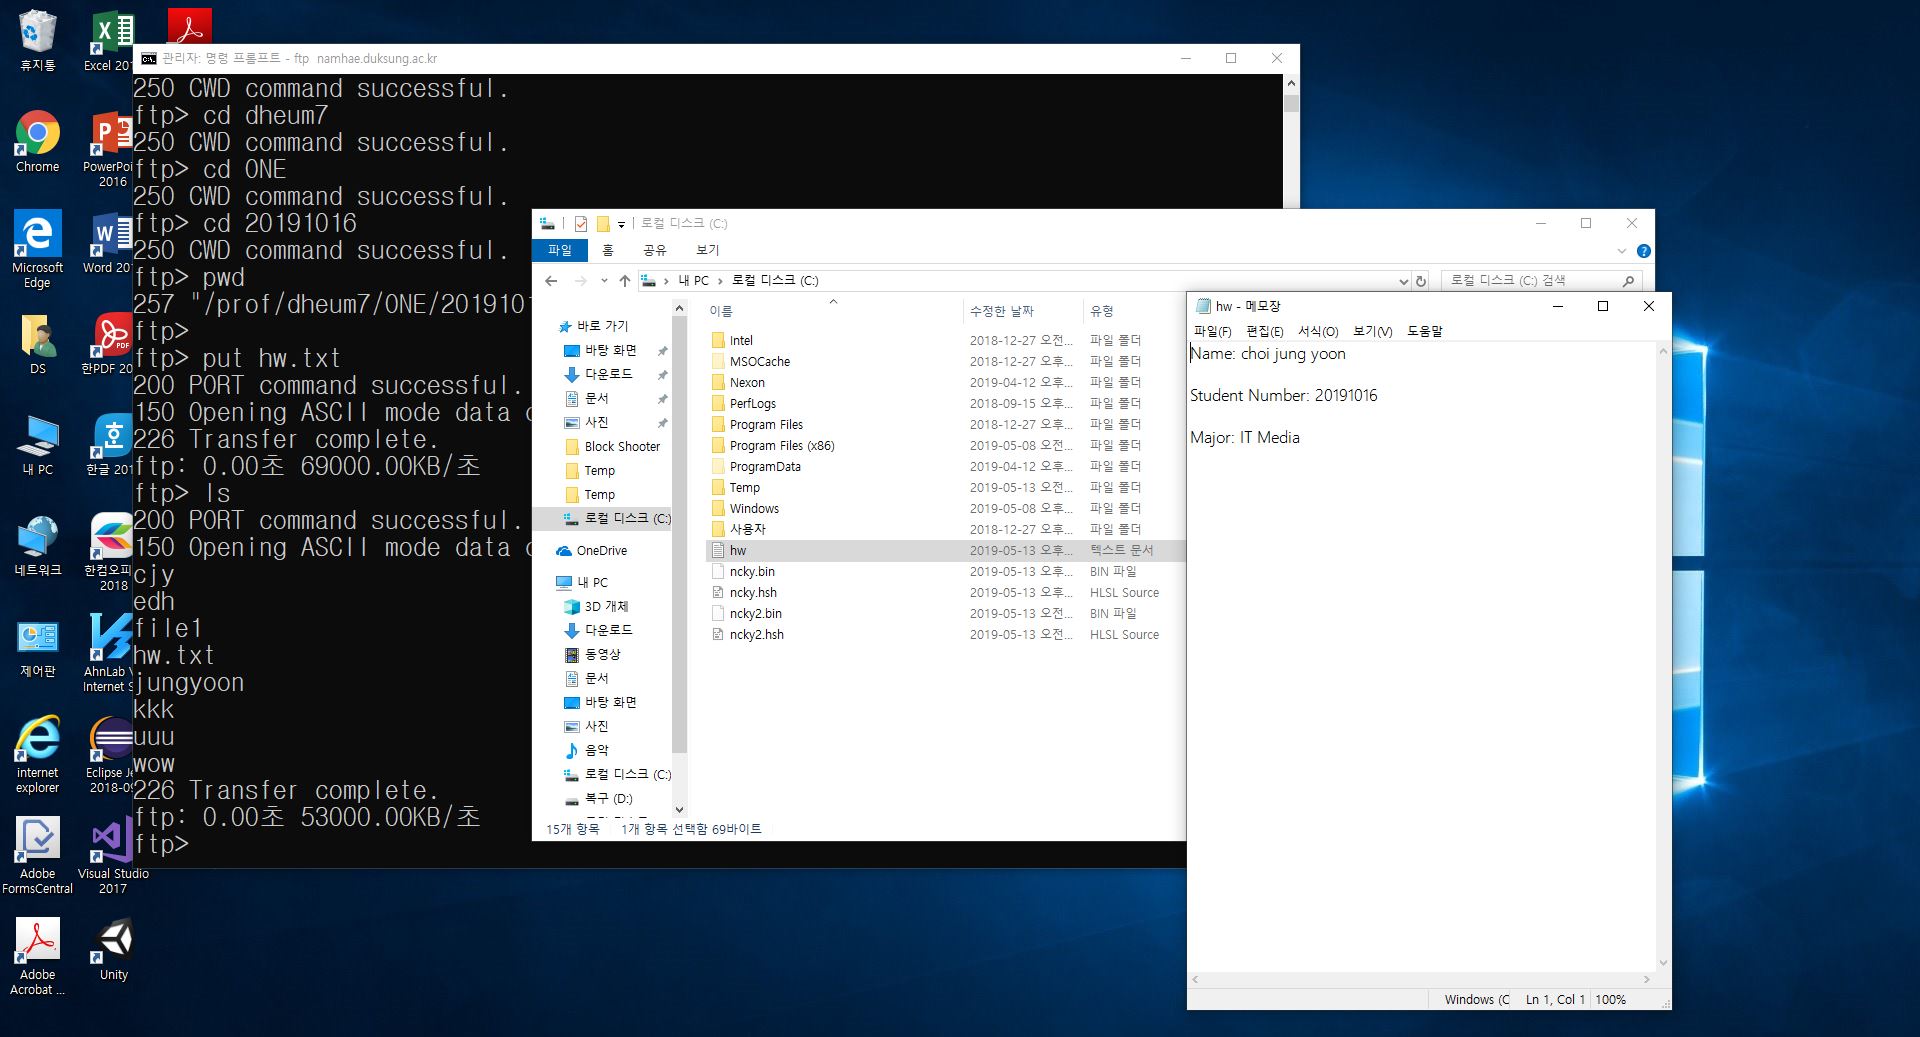 휴지통
Excel 201
Chrome
PowerPoi
2016
Microsoft
Edge
Word 20
DS
한PDF 20
내 PC
한글 201
네트워크
한컴오피
2018
제어판
AhnLab V
Internet S
internet
explorer
Eclipse Je
2018-09
Adobe
FormsCentral
Visual Studio
2017
Adobe
Acrobat ...
Unity
관리자: 명령 프롬프트 - ftp  namhae.duksung.ac.kr
250 CWD command successful.
ftp> cd dheum7
250 CWD command successful.
ftp> cd ONE
250 CWD command successful.
ftp> cd 20191016
250 CWD command successful.
ftp> pwd
257 "/prof/dheum7/ONE/201910
ftp>
ftp> put hw.txt
200 PORT command successful.
150 Opening ASCII mode data
226 Transfer complete.
ftp: 0.00초 69000.00KB/초
ftp> ls
200 PORT command successful.
150 Opening ASCII mode data
cjy
edh
file1
hw.txt
jungyoon
kkk
uuu
wow
226 Transfer complete.
ftp: 0.00초 53000.00KB/초
ftp>
로컬 디스크 (C:)
파일 홈 공유 보기
내 PC > 로컬 디스크 (C:)
로컬 디스크 (C:) 검색
바로 가기
바탕 화면
다운로드
문서
사진
Block Shooter
Temp
Temp
로컬 디스크 (C:)
OneDrive
내 PC
3D 개체
다운로드
동영상
문서
바탕 화면
사진
음악
로컬 디스크 (C:)
복구 (D:)
이름 수정한 날짜 유형
Intel 2018-12-27 오전... 파일 폴더
MSOCache 2018-12-27 오전... 파일 폴더
Nexon 2019-04-12 오후... 파일 폴더
PerfLogs 2018-09-15 오후... 파일 폴더
Program Files 2018-12-27 오후... 파일 폴더
Program Files (x86) 2019-05-08 오후... 파일 폴더
ProgramData 2019-04-12 오후... 파일 폴더
Temp 2019-05-13 오전... 파일 폴더
Windows 2019-05-08 오후... 파일 폴더
사용자 2018-12-27 오전... 파일 폴더
hw 2019-05-13 오후... 텍스트 문서
ncky.bin 2019-05-13 오후... BIN 파일
ncky.hsh 2019-05-13 오후... HLSL Source
ncky2.bin 2019-05-13 오전... BIN 파일
ncky2.hsh 2019-05-13 오전... HLSL Source
15개 항목 1개 항목 선택함 69바이트
hw - 메모장
파일(F) 편집(E) 서식(O) 보기(V) 도움말
Name: choi jung yoon
Student Number: 20191016
Major: IT Media
Windows (C Ln 1, Col 1 100%